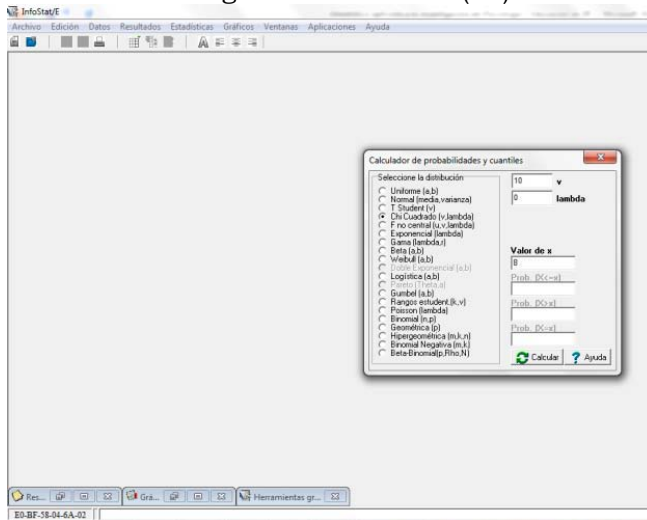 InfoStat/E
Archivo Edición Datos Resultados Estadísticas Gráficos Ventanas Aplicaciones Ayuda
Calculador de probabilidades y cuantiles
Seleccione la distribución
Uniforme (a,b)
Normal (media,varianza)
T Student (v)
Chi Cuadrado (v,lambda)
F no central (u,v,lambda)
Exponencial (lambda)
Gama (lambda,r)
Beta (a,b)
Weibull (a,b)
Doble Exponencial (a,b)
Logística (a,b)
Pareto (Theta,a)
Gumbel (a,b)
Rangos estudent.(k,v)
Poisson (lambda)
Binomial (n,p)
Geométrica (p)
Hipergeométrica (m,k,n)
Binomial Negativa (m,k)
Beta-Binomial(p,Rho,N)
10 v
0 lambda
Valor de x
8
Prob. (X<=x)
Prob. (X>x)
Prob. (X=x)
Calcular ? Ayuda
Res... Grá... Herramientas gr...
E0-BF-58-04-6A-02